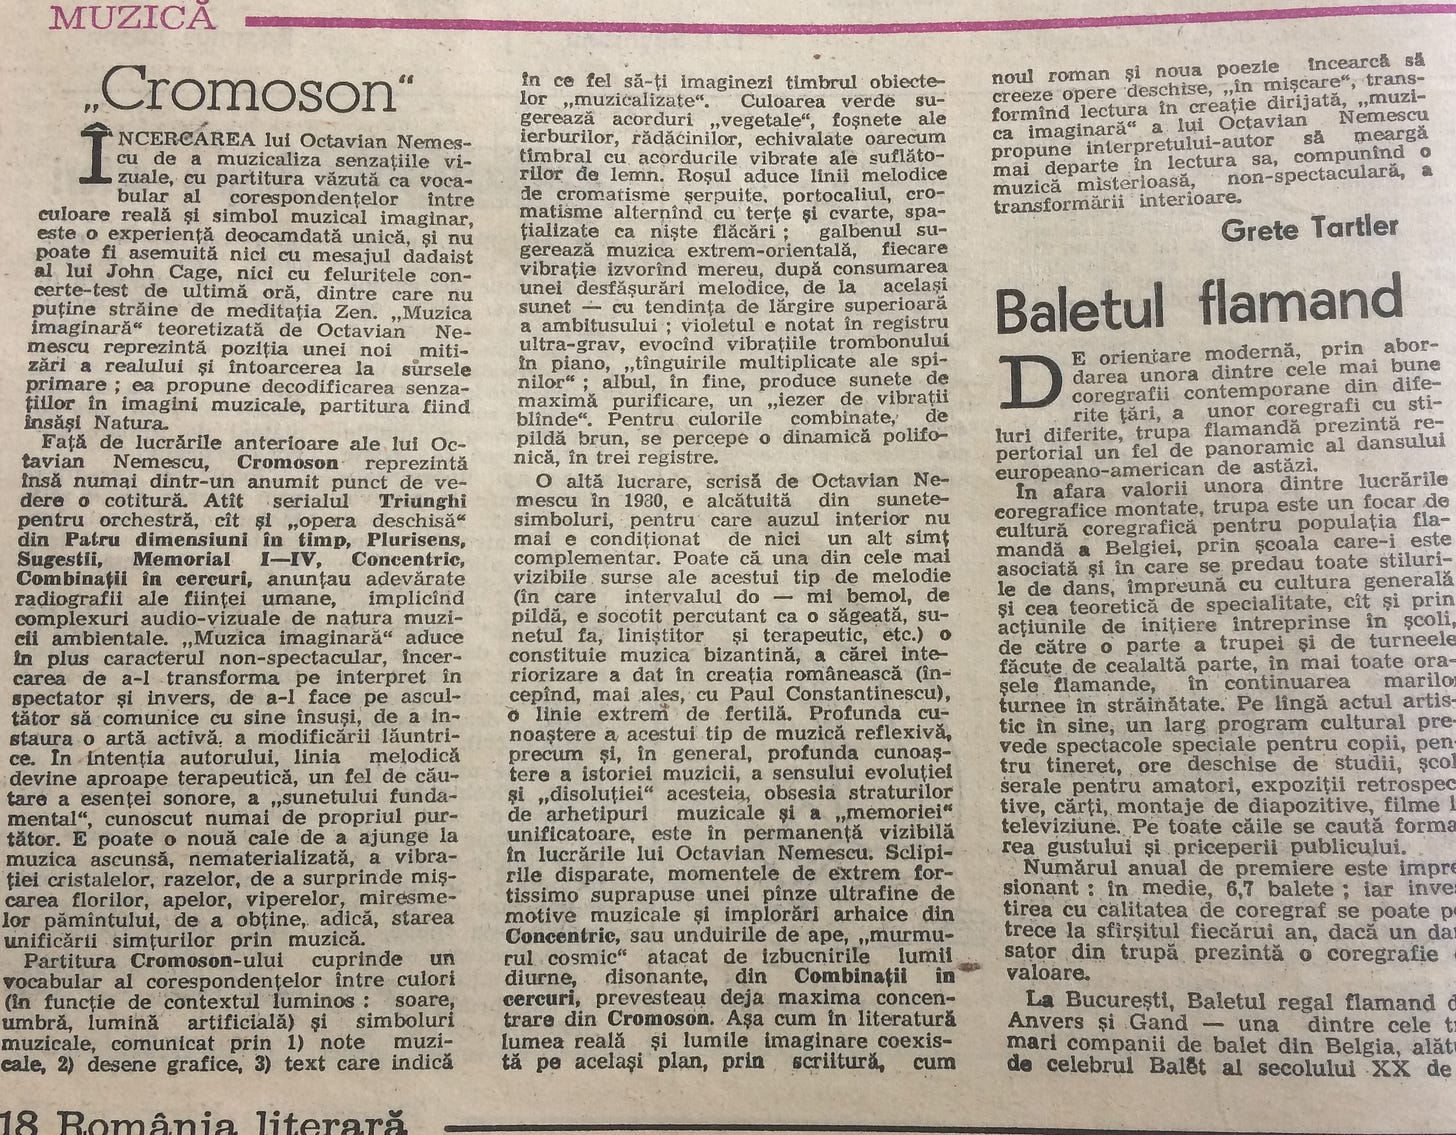 MUZICĂ
„Cromoson“
ÎNCERCAREA lui Octavian Nemes-
cu de a muzicaliza senzațiile vi-
zuale, cu partitura văzută ca voca-
bular al corespondențelor între
culoare reală și simbol muzical imaginar,
este o experiență deocamdată unică, și nu
poate fi asemuită nici cu mesajul dadaist
al lui John Cage, nici cu feluritele con-
certe-test de ultimă oră, dintre care nu
puține străine de meditația Zen. „Muzica
imaginară“ teoretizată de Octavian Ne-
mescu reprezintă poziția unei noi miti-
zări a realului și întoarcerea la sursele
primare ; ea propune decodificarea senza-
țiilor în imagini muzicale, partitura fiind
însăși Natura.
Față de lucrările anterioare ale lui Oc-
tavian Nemescu, Cromoson reprezintă
însă numai dintr-un anumit punct de ve-
dere o cotitură. Atît serialul Triunghi
pentru orchestră, cît și „opera deschisă“
din Patru dimensiuni în timp, Plurisens,
Sugestii, Memorial I—IV, Concentric,
Combinații în cercuri, anunțau adevărate
radiografii ale ființei umane, implicînd
complexuri audio-vizuale de natura muzi-
cii ambientale. „Muzica imaginară“ aduce
în plus caracterul non-spectacular, încer-
carea de a-l transforma pe interpret în
spectator și invers, de a-l face pe ascul-
tător să comunice cu sine însuși, de a in-
staura o artă activă, a modificării lăuntri-
ce. În intenția autorului, linia melodică
devine aproape terapeutică, un fel de cău-
tare a esenței sonore, a „sunetului funda-
mental“, cunoscut numai de propriul pur-
tător. E poate o nouă cale de a ajunge la
muzica ascunsă, nematerializată, a vibra-
ției cristalelor, razelor, de a surprinde miș-
carea florilor, apelor, viperelor, miresme-
lor pămîntului, de a obține, adică, starea
unificării simțurilor prin muzică.
Partitura Cromoson-ului cuprinde un
vocabular al corespondențelor între culori
(în funcție de contextul luminos : soare,
umbră, lumină artificială) și simboluri
muzicale, comunicat prin 1) note muzi-
cale, 2) desene grafice, 3) text care indică
în ce fel să-ți imaginezi timbrul obiecte-
lor „muzicalizate“. Culoarea verde su-
gerează acorduri „vegetale“, foșnete ale
ierburilor, rădăcinilor, echivalate oarecum
timbral cu acordurile vibrate ale suflăto-
rilor de lemn. Roșul aduce linii melodice
de cromatisme șerpuite, portocaliul, cro-
matisme alternînd cu terțe și cvarte, spa-
țializate ca niște flăcări ; galbenul su-
gerează muzica extrem-orientală, fiecare
vibrație izvorînd mereu, după consumarea
unei desfășurări melodice, de la același
sunet — cu tendința de lărgire superioară
a ambitusului ; violetul e notat în registru
ultra-grav, evocînd vibrațiile trombonului
în piano, „tînguirile multiplicate ale spi-
nilor“ ; albul, în fine, produce sunete de
maximă purificare, un „iezer de vibrații
blînde“. Pentru culorile combinate, de
pildă brun, se percepe o dinamică polifo-
nică, în trei registre.
O altă lucrare, scrisă de Octavian Ne-
mescu în 1980, e alcătuită din sunete-
simboluri, pentru care auzul interior nu
mai e condiționat de nici un alt simț
complementar. Poate că una din cele mai
vizibile surse ale acestui tip de melodie
(în care intervalul do — mi bemol, de
pildă, e socotit percutant ca o săgeată, su-
netul fa, liniștitor și terapeutic, etc.) o
constituie muzica bizantină, a cărei inte-
riorizare a dat în creația românească (în-
cepînd, mai ales, cu Paul Constantinescu),
o linie extrem de fertilă. Profunda cu-
noaștere a acestui tip de muzică reflexivă,
precum și, în general, profunda cunoaș-
tere a istoriei muzicii, a sensului evoluției
și „disoluției“ acesteia, obsesia straturilor
de arhetipuri muzicale și a „memoriei“
unificatoare, este în permanență vizibilă
în lucrările lui Octavian Nemescu. Sclipi-
rile disparate, momentele de extrem for-
tissimo suprapuse unei pînze ultrafine de
motive muzicale și implorări arhaice din
Concentric, sau unduirile de ape, „murmu-
rul cosmic“ atacat de izbucnirile lumii
diurne, disonante, din Combinații în
cercuri, prevesteau deja maxima concen-
trare din Cromoson. Așa cum în literatură
lumea reală și lumile imaginare coexis-
tă pe același plan, prin scriitură, cum
noul roman și noua poezie încearcă să
creeze opere deschise, „în mișcare“, trans-
formînd lectura în creație dirijată, „muzi-
ca imaginară“ a lui Octavian Nemescu
propune interpretului-autor să meargă
mai departe în lectura sa, compunînd o
muzică misterioasă, non-spectaculară, a
transformării interioare.
Grete Tartler
Baletul flamand
DE orientare modernă, prin abor-
darea unora dintre cele mai bune
coregrafii contemporane din dife-
rite țări, a unor coregrafi cu sti-
luri diferite, trupa flamandă prezintă re-
pertorial un fel de panoramic al dansului
europeano-american de astăzi.
În afara valorii unora dintre lucrările
coregrafice montate, trupa este un focar de
cultură coregrafică pentru populația fla-
mandă a Belgiei, prin școala care-i este
asociată și în care se predau toate stiluri-
le de dans, împreună cu cultura generală
și cea teoretică de specialitate, cît și prin
acțiunile de inițiere întreprinse în școli,
de către o parte a trupei și de turneele
făcute de cealaltă parte, în mai toate ora-
șele flamande, în continuarea marilor
turnee în străinătate. Pe lîngă actul artis-
tic în sine, un larg program cultural pre-
vede spectacole speciale pentru copii, pen-
tru tineret, ore deschise de studii, școl
serale pentru amatori, expoziții retrospec
tive, cărți, montaje de diapozitive, filme l
televiziune. Pe toate căile se caută forma
rea gustului și priceperii publicului.
Numărul anual de premiere este impre
sionant : în medie, 6,7 balete ; iar inves
tirea cu calitatea de coregraf se poate pe
trece la sfîrșitul fiecărui an, dacă un dan
sator din trupă prezintă o coregrafie
valoare.
La București, Baletul regal flamand d
Anvers și Gand — una dintre cele t
mari companii de balet din Belgia, alătu
de celebrul Balet al secolului XX de
18 România literară